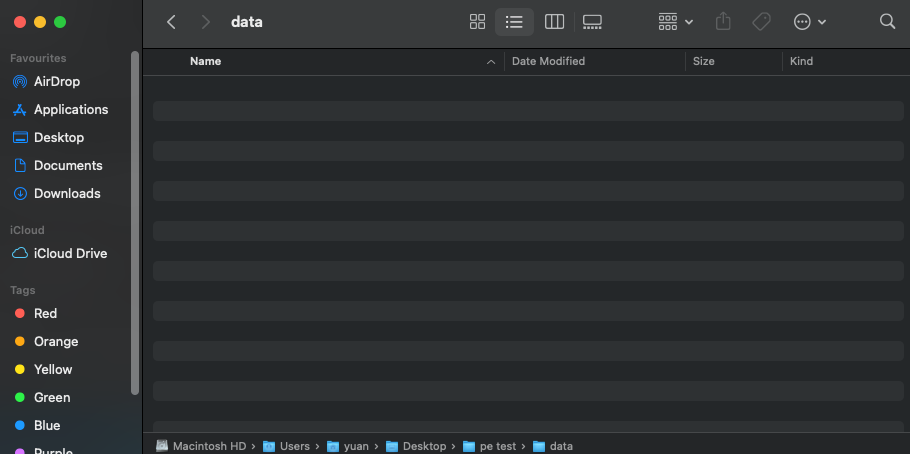 data
Favourites
AirDrop
Applications
Desktop
Documents
Downloads
iCloud
iCloud Drive
Tags
Red
Orange
Yellow
Green
Blue
Purple
Name Date Modified Size Kind
Macintosh HD › Users › yuan › Desktop › pe test › data